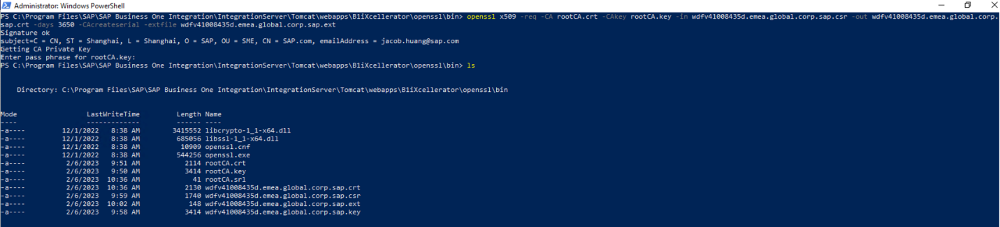 Administrator: Windows PowerShell
PS C:\Program Files\SAP\SAP Business One Integration\IntegrationServer\Tomcat\webapps\B1iXcellerator\openssl\bin> openssl x509 -req -CA rootCA.crt -CAkey rootCA.key -in wdfv41008435d.emea.global.corp.sap.csr -out wdfv41008435d.emea.global.corp.
sap.crt -days 3650 -CAcreateserial -extfile wdfv41008435d.emea.global.corp.sap.ext
Signature ok
subject=C = CN, ST = Shanghai, L = Shanghai, O = SAP, OU = SME, CN = SAP.com, emailAddress = jacob.huang@sap.com
Getting CA Private Key
Enter pass phrase for rootCA.key:
PS C:\Program Files\SAP\SAP Business One Integration\IntegrationServer\Tomcat\webapps\B1iXcellerator\openssl\bin> ls
Directory: C:\Program Files\SAP\SAP Business One Integration\IntegrationServer\Tomcat\webapps\B1iXcellerator\openssl\bin
Mode LastWriteTime Length Name
---- ------------- ------ ----
-a---- 12/1/2022 8:38 AM 3415552 libcrypto-1_1-x64.dll
-a---- 12/1/2022 8:38 AM 685056 libssl-1_1-x64.dll
-a---- 12/1/2022 8:38 AM 10909 openssl.cnf
-a---- 12/1/2022 8:38 AM 544256 openssl.exe
-a---- 2/6/2023 9:51 AM 2114 rootCA.crt
-a---- 2/6/2023 9:50 AM 3414 rootCA.key
-a---- 2/6/2023 10:36 AM 41 rootCA.srl
-a---- 2/6/2023 10:36 AM 2130 wdfv41008435d.emea.global.corp.sap.crt
-a---- 2/6/2023 9:59 AM 1740 wdfv41008435d.emea.global.corp.sap.csr
-a---- 2/6/2023 10:02 AM 148 wdfv41008435d.emea.global.corp.sap.ext
-a---- 2/6/2023 9:58 AM 3414 wdfv41008435d.emea.global.corp.sap.key